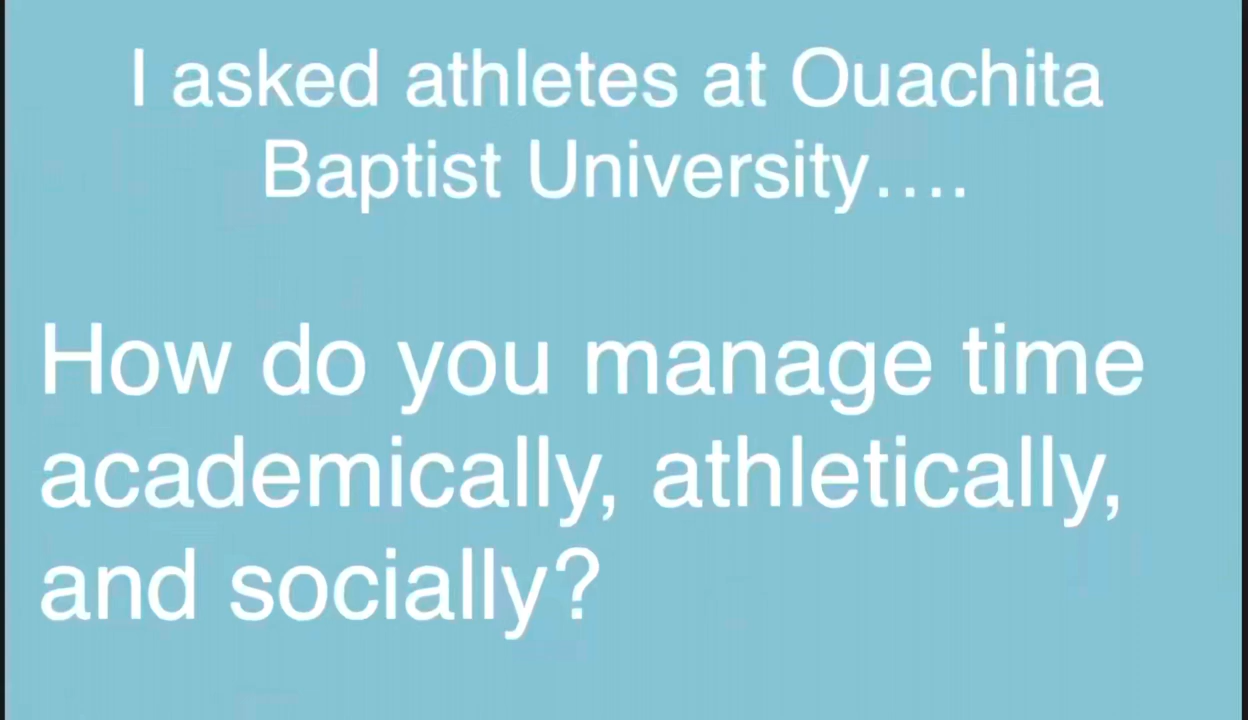 I asked athletes at Ouachita
Baptist University....
How do you manage time
academically, athletically,
and socially?